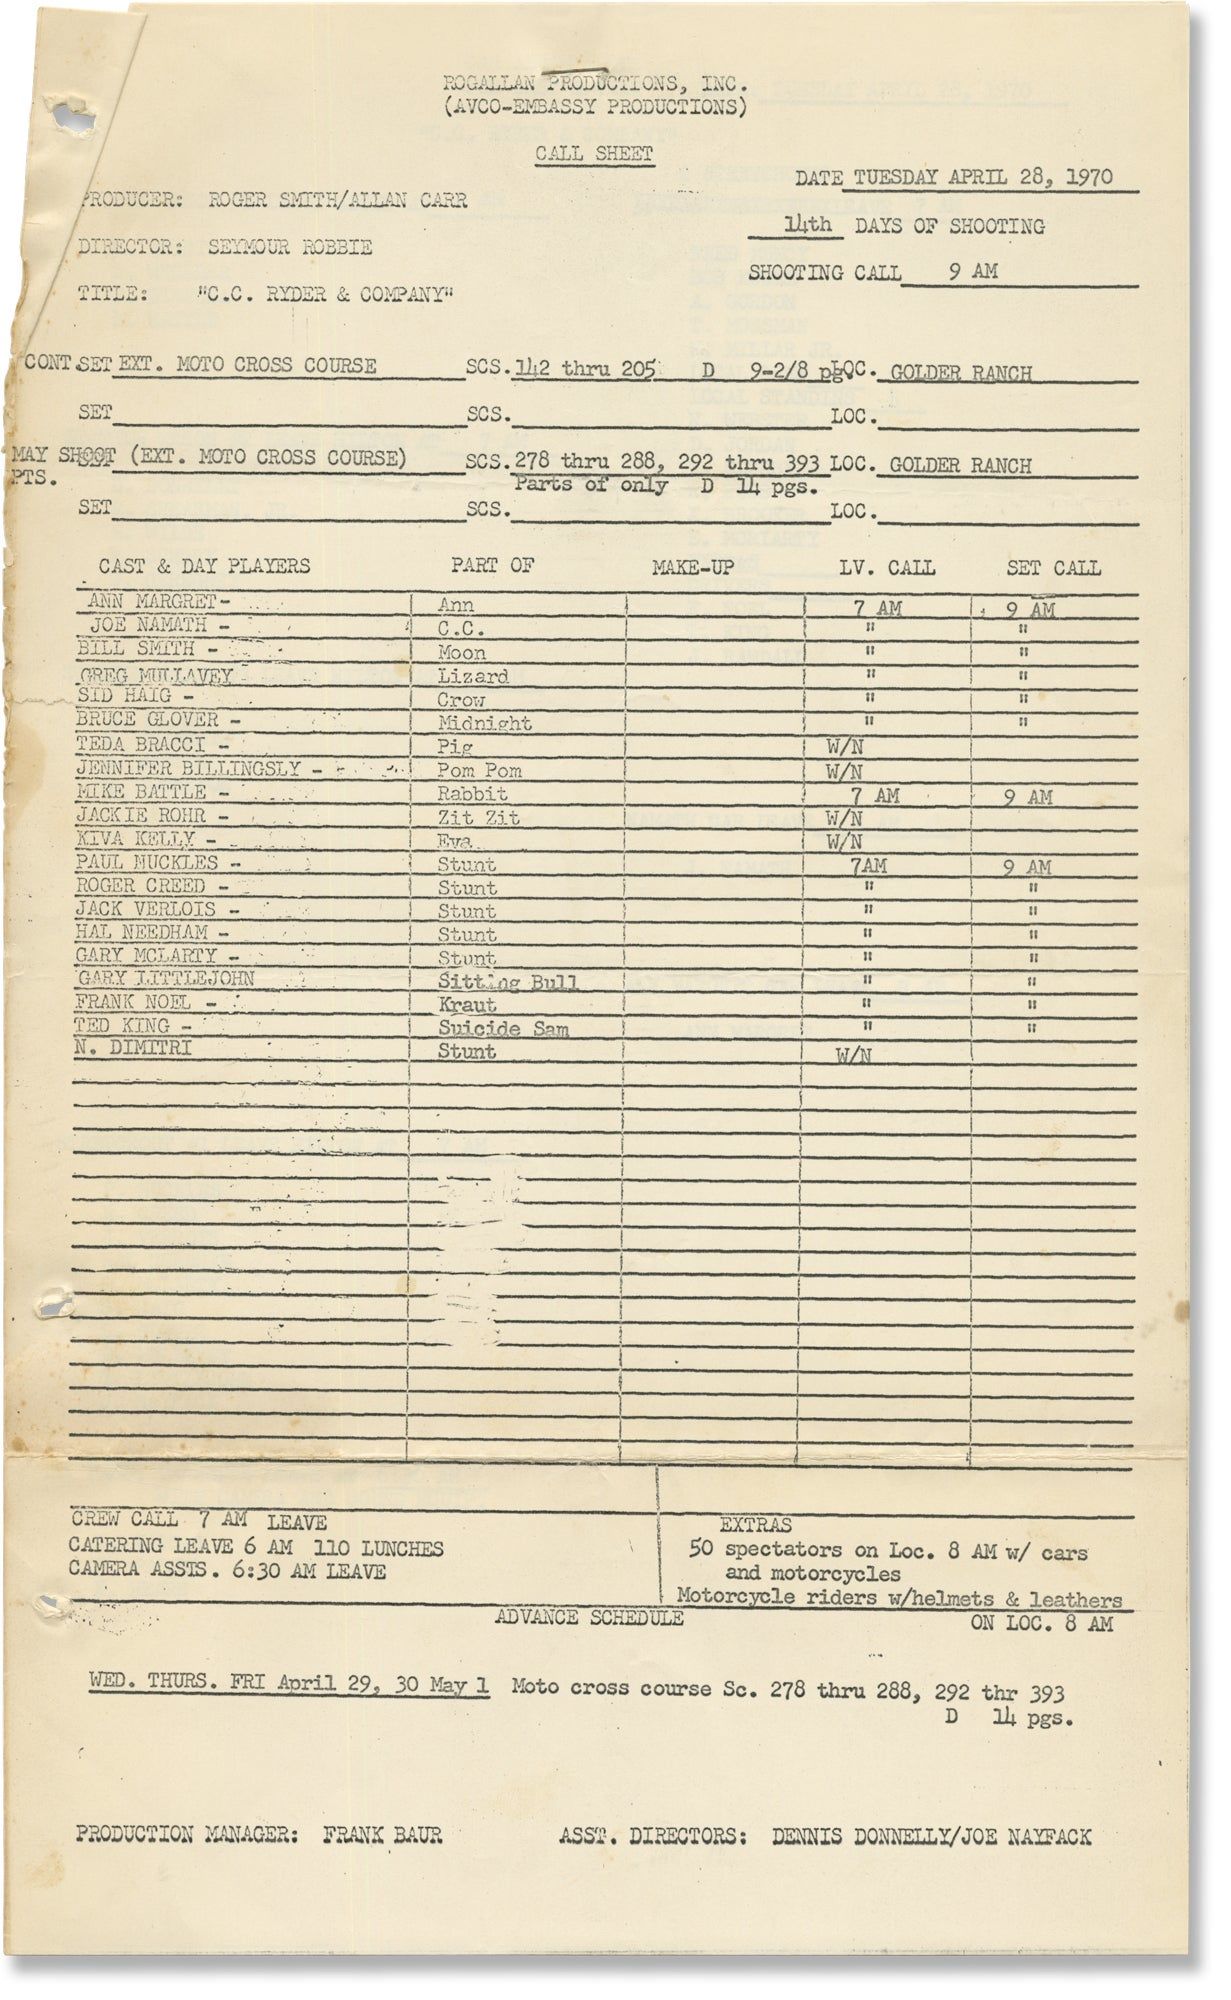 ROGALLAN PRODUCTIONS, INC.
(AVCO-EMBASSY PRODUCTIONS)
CALL SHEET
DATE TUESDAY APRIL 28, 1970
PRODUCER: ROGER SMITH/ALLAN CARR
14th DAYS OF SHOOTING
DIRECTOR: SEYMOUR ROBBIE
SHOOTING CALL 9 AM
TITLE: "C.C. RYDER & COMPANY"
CONT. SET EXT. MOTO CROSS COURSE SCS. 142 thru 205 D 9-2/8 pg LOC. GOLDER RANCH
SET SCS. LOC.
MAY SHOOT SET (EXT. MOTO CROSS COURSE) SCS. 278 thru 288, 292 thru 393 LOC. GOLDER RANCH
PTS. Parts of only D 14 pgs.
SET SCS. LOC.
CAST & DAY PLAYERS PART OF MAKE-UP LV. CALL SET CALL
ANN MARGRET- Ann 7 AM 9 AM
JOE NAMATH - C.C. " "
BILL SMITH - Moon " "
GREG MULLAVEY Lizard " "
SID HAIG - Crow " "
BRUCE GLOVER - Midnight " "
TEDA BRACCI - Pig W/N
JENNIFER BILLINGSLY - Pom Pom W/N
MIKE BATTLE - Rabbit 7 AM 9 AM
JACKIE ROHR - Zit Zit W/N
KIVA KELLY - Eva W/N
PAUL NUCKLES - Stunt 7AM 9 AM
ROGER CREED - Stunt " "
JACK VERLOIS - Stunt " "
HAL NEEDHAM - Stunt " "
GARY MCLARTY - Stunt " "
GARY LITTLEJOHN Sitting Bull " "
FRANK NOEL - Kraut " "
TED KING - Suicide Sam " "
N. DIMITRI Stunt W/N
CREW CALL 7 AM LEAVE
CATERING LEAVE 6 AM 110 LUNCHES
CAMERA ASSTS. 6:30 AM LEAVE
EXTRAS
50 spectators on Loc. 8 AM w/ cars
and motorcycles
Motorcycle riders w/helmets & leathers
ON LOC. 8 AM
ADVANCE SCHEDULE
WED. THURS. FRI April 29, 30 May 1 Moto cross course Sc. 278 thru 288, 292 thr 393
D 14 pgs.
PRODUCTION MANAGER: FRANK BAUR ASST. DIRECTORS: DENNIS DONNELLY/JOE NAYFACK